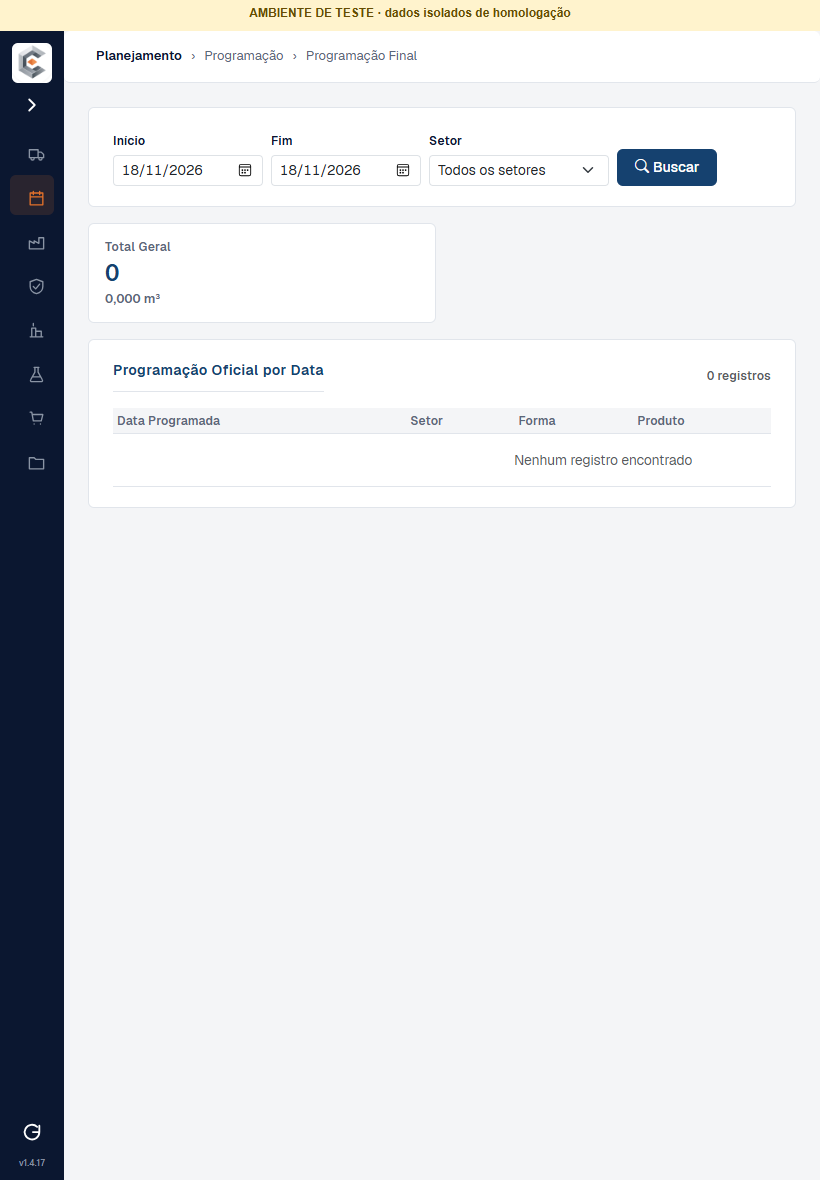 AMBIENTE DE TESTE · dados isolados de homologação
Planejamento › Programação › Programação Final
Início
Fim
Setor
18/11/2026
18/11/2026
Todos os setores
Buscar
Total Geral
0
0,000 m³
Programação Oficial por Data
0 registros
Data Programada Setor Forma Produto
Nenhum registro encontrado
v1.4.17